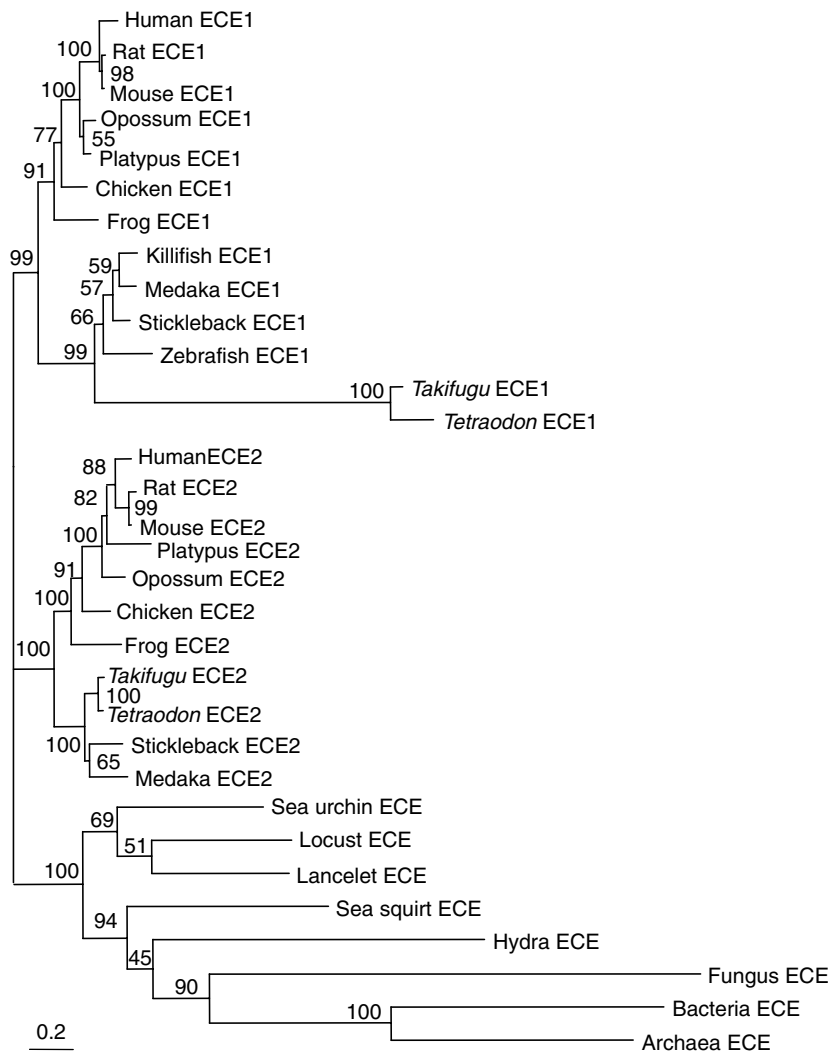 Human ECE1
100
Rat ECE1
98
Mouse ECE1
100
Opossum ECE1
55
Platypus ECE1
77
Chicken ECE1
91
Frog ECE1
99
Killifish ECE1
59
Medaka ECE1
57
Stickleback ECE1
66
Zebrafish ECE1
99
Takifugu ECE1
100
Tetraodon ECE1
HumanECE2
88
Rat ECE2
82
99
Mouse ECE2
100
Platypus ECE2
91
Opossum ECE2
100
Chicken ECE2
Frog ECE2
100
Takifugu ECE2
100
Tetraodon ECE2
100
Stickleback ECE2
65
Medaka ECE2
Sea urchin ECE
69
Locust ECE
51
100
Lancelet ECE
Sea squirt ECE
94
Hydra ECE
45
Fungus ECE
90
Bacteria ECE
100
Archaea ECE
0.2